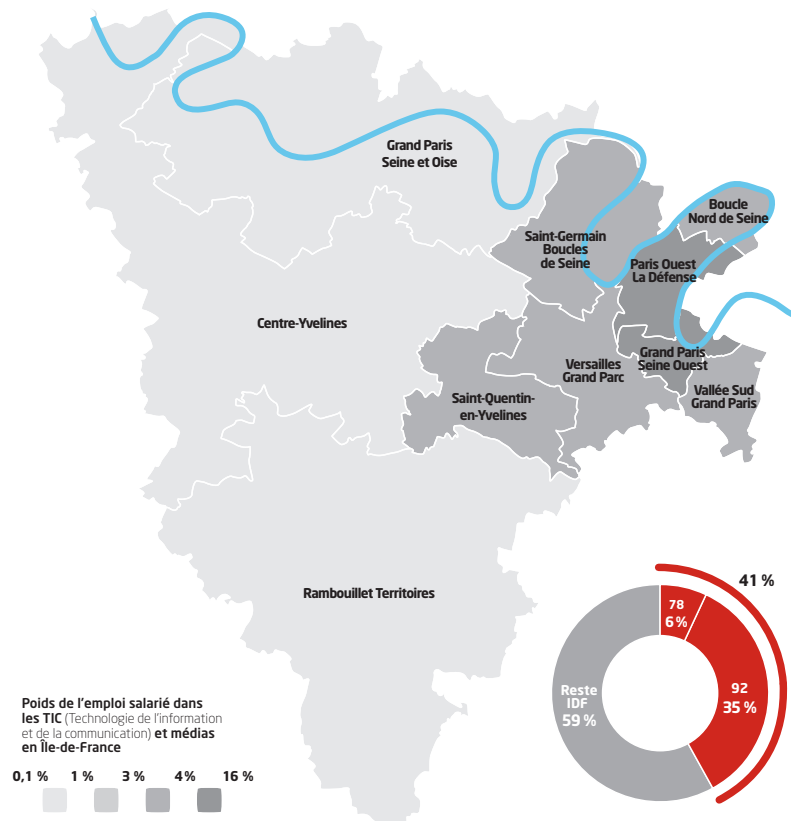 Grand Paris
Seine et Oise
Boucle
Nord de Seine
Saint-Germain
Boucles
de Seine
Paris Ouest
La Défense
Centre-Yvelines
Grand Paris
Seine Ouest
Versailles
Grand Parc
Vallée Sud
Grand Paris
Saint-Quentin-
en-Yvelines
Rambouillet Territoires
41 %
78
6 %
92
35 %
Reste
IDF
59 %
Poids de l'emploi salarié dans
les TIC (Technologie de l'information
et de la communication) et médias
en Île-de-France
0,1 % 1 % 3 % 4% 16 %